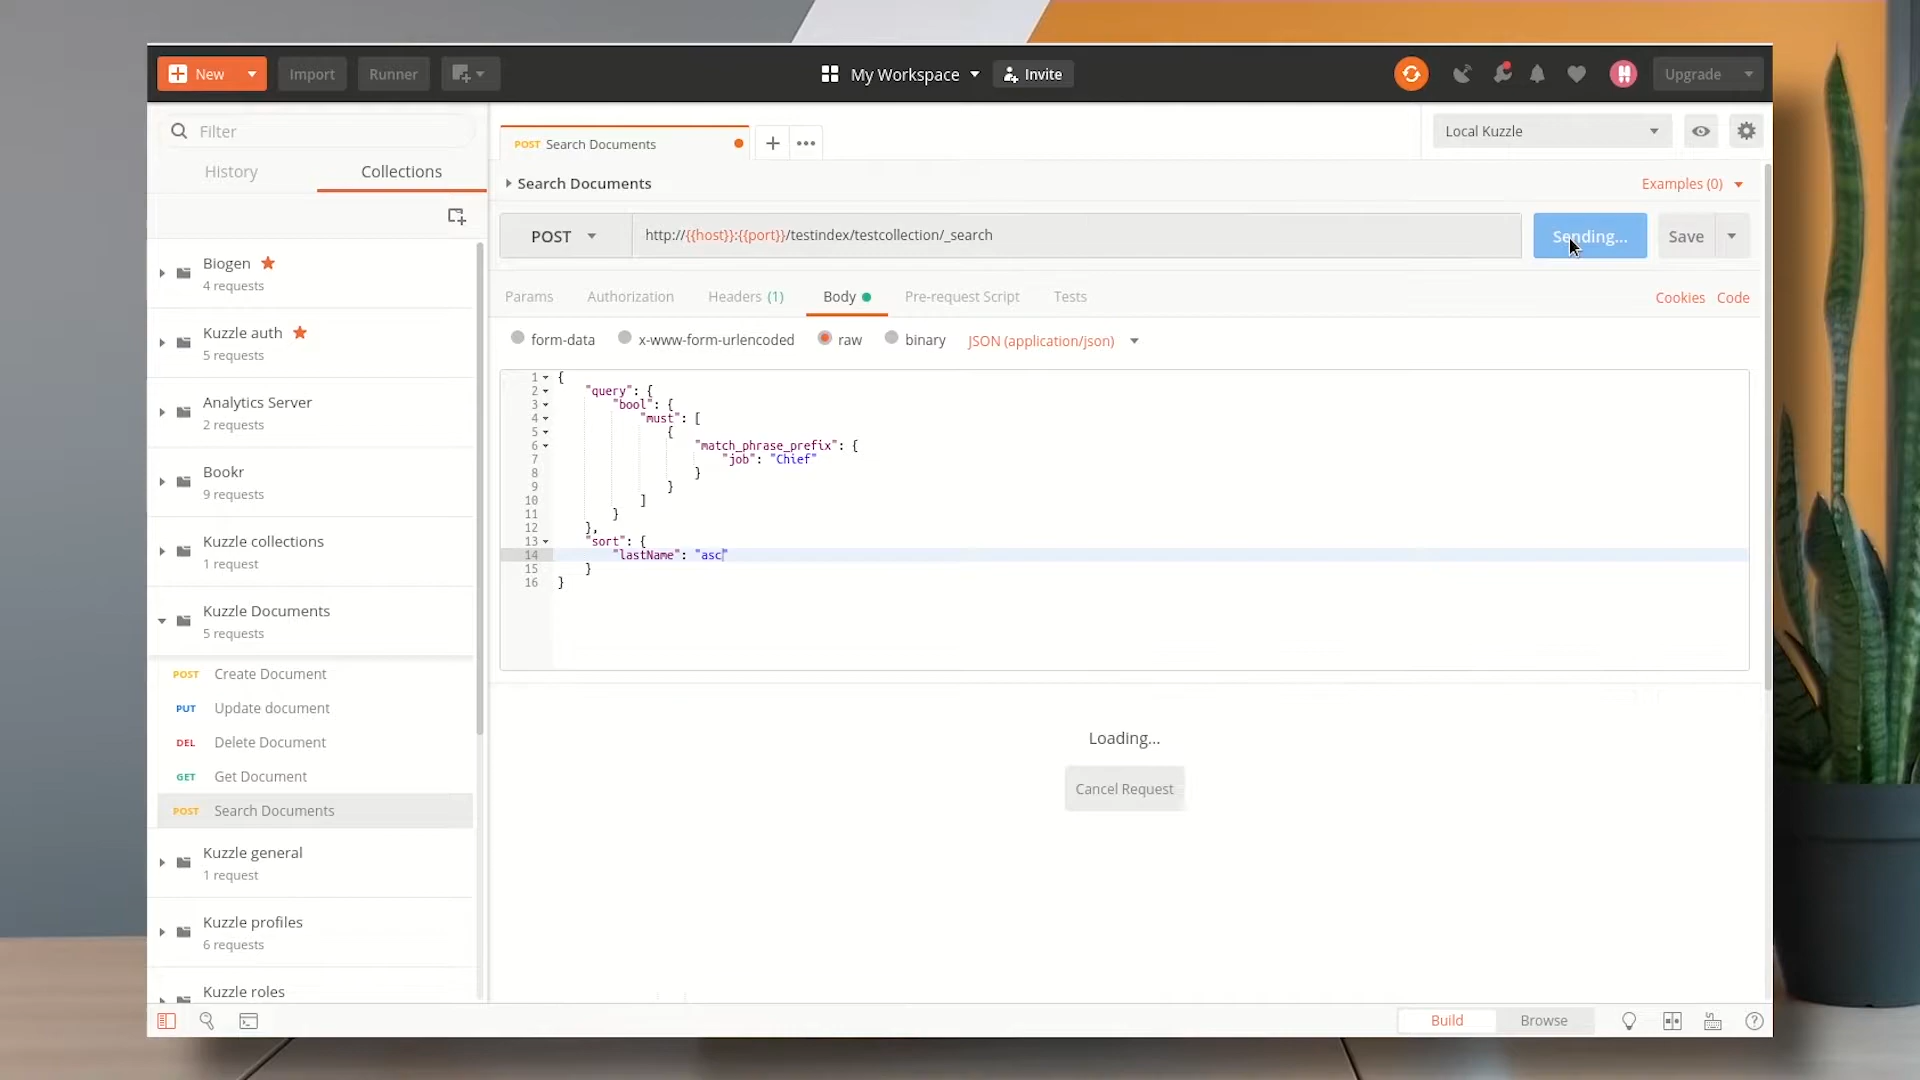 New
Import
Runner
My Workspace
Invite
Upgrade
Filter
History
Collections
Biogen
4 requests
Kuzzle auth
5 requests
Analytics Server
2 requests
Bookr
9 requests
Kuzzle collections
1 request
Kuzzle Documents
5 requests
POST Create Document
PUT Update document
DEL Delete Document
GET Get Document
POST Search Documents
Kuzzle general
1 request
Kuzzle profiles
6 requests
Kuzzle roles
POST Search Documents
Local Kuzzle
Search Documents
Examples (0)
POST
http://{{host}}:{{port}}/testindex/testcollection/_search
Sending...
Save
Params
Authorization
Headers (1)
Body
Pre-request Script
Tests
Cookies
Code
form-data
x-www-form-urlencoded
raw
binary
JSON (application/json)
1 {
2 "query": {
3 "bool": {
4 "must": [
5 {
6 "match_phrase_prefix": {
7 "job": "Chief"
8 }
9 }
10 ]
11 }
12 },
13 "sort": {
14 "lastName": "asc"
15 }
16 }
Loading...
Cancel Request
Build
Browse